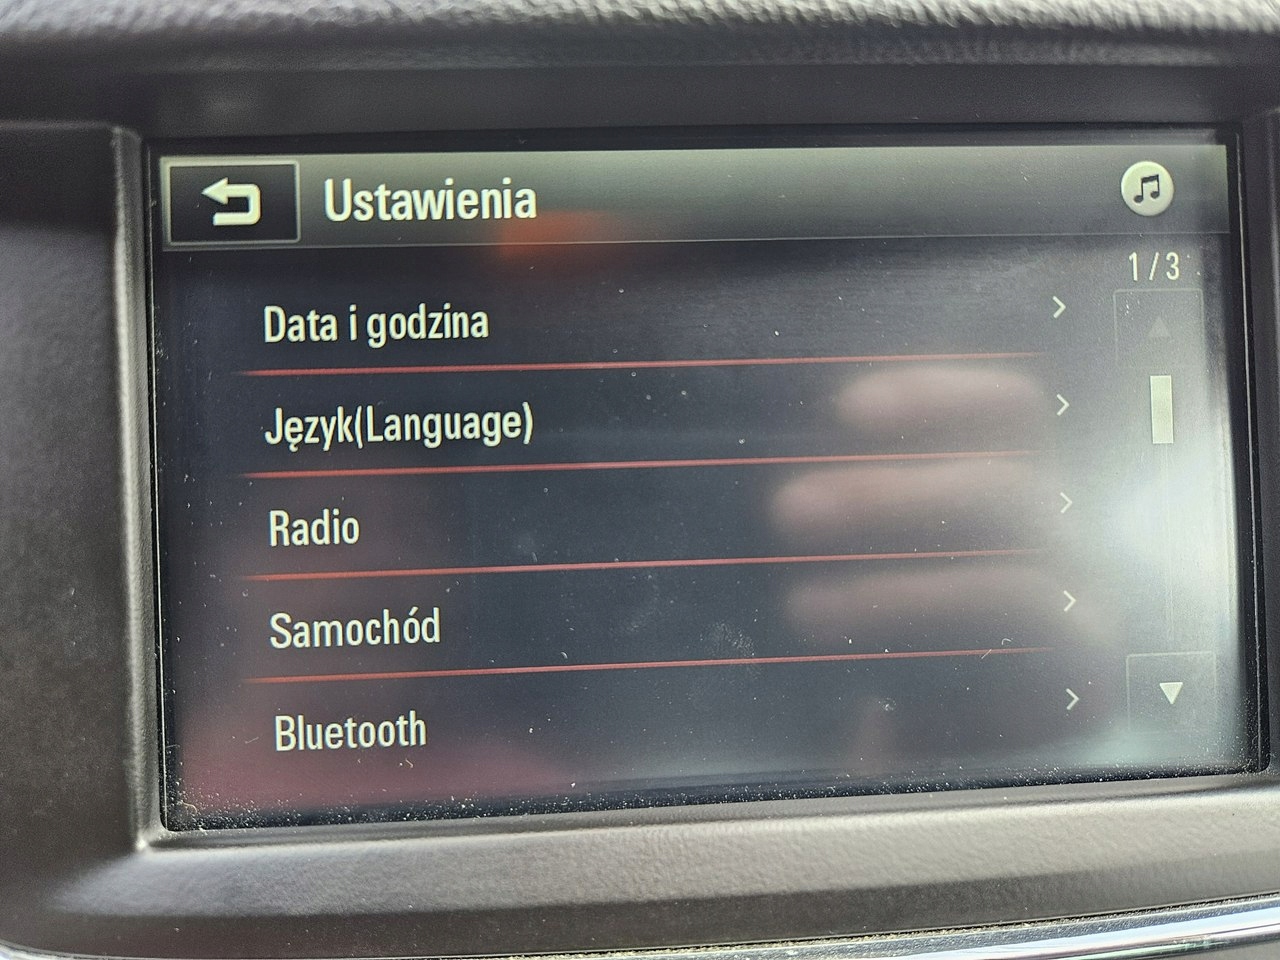 Ustawienia
1/3
Data i godzina
Język(Language)
Radio
Samochód
Bluetooth